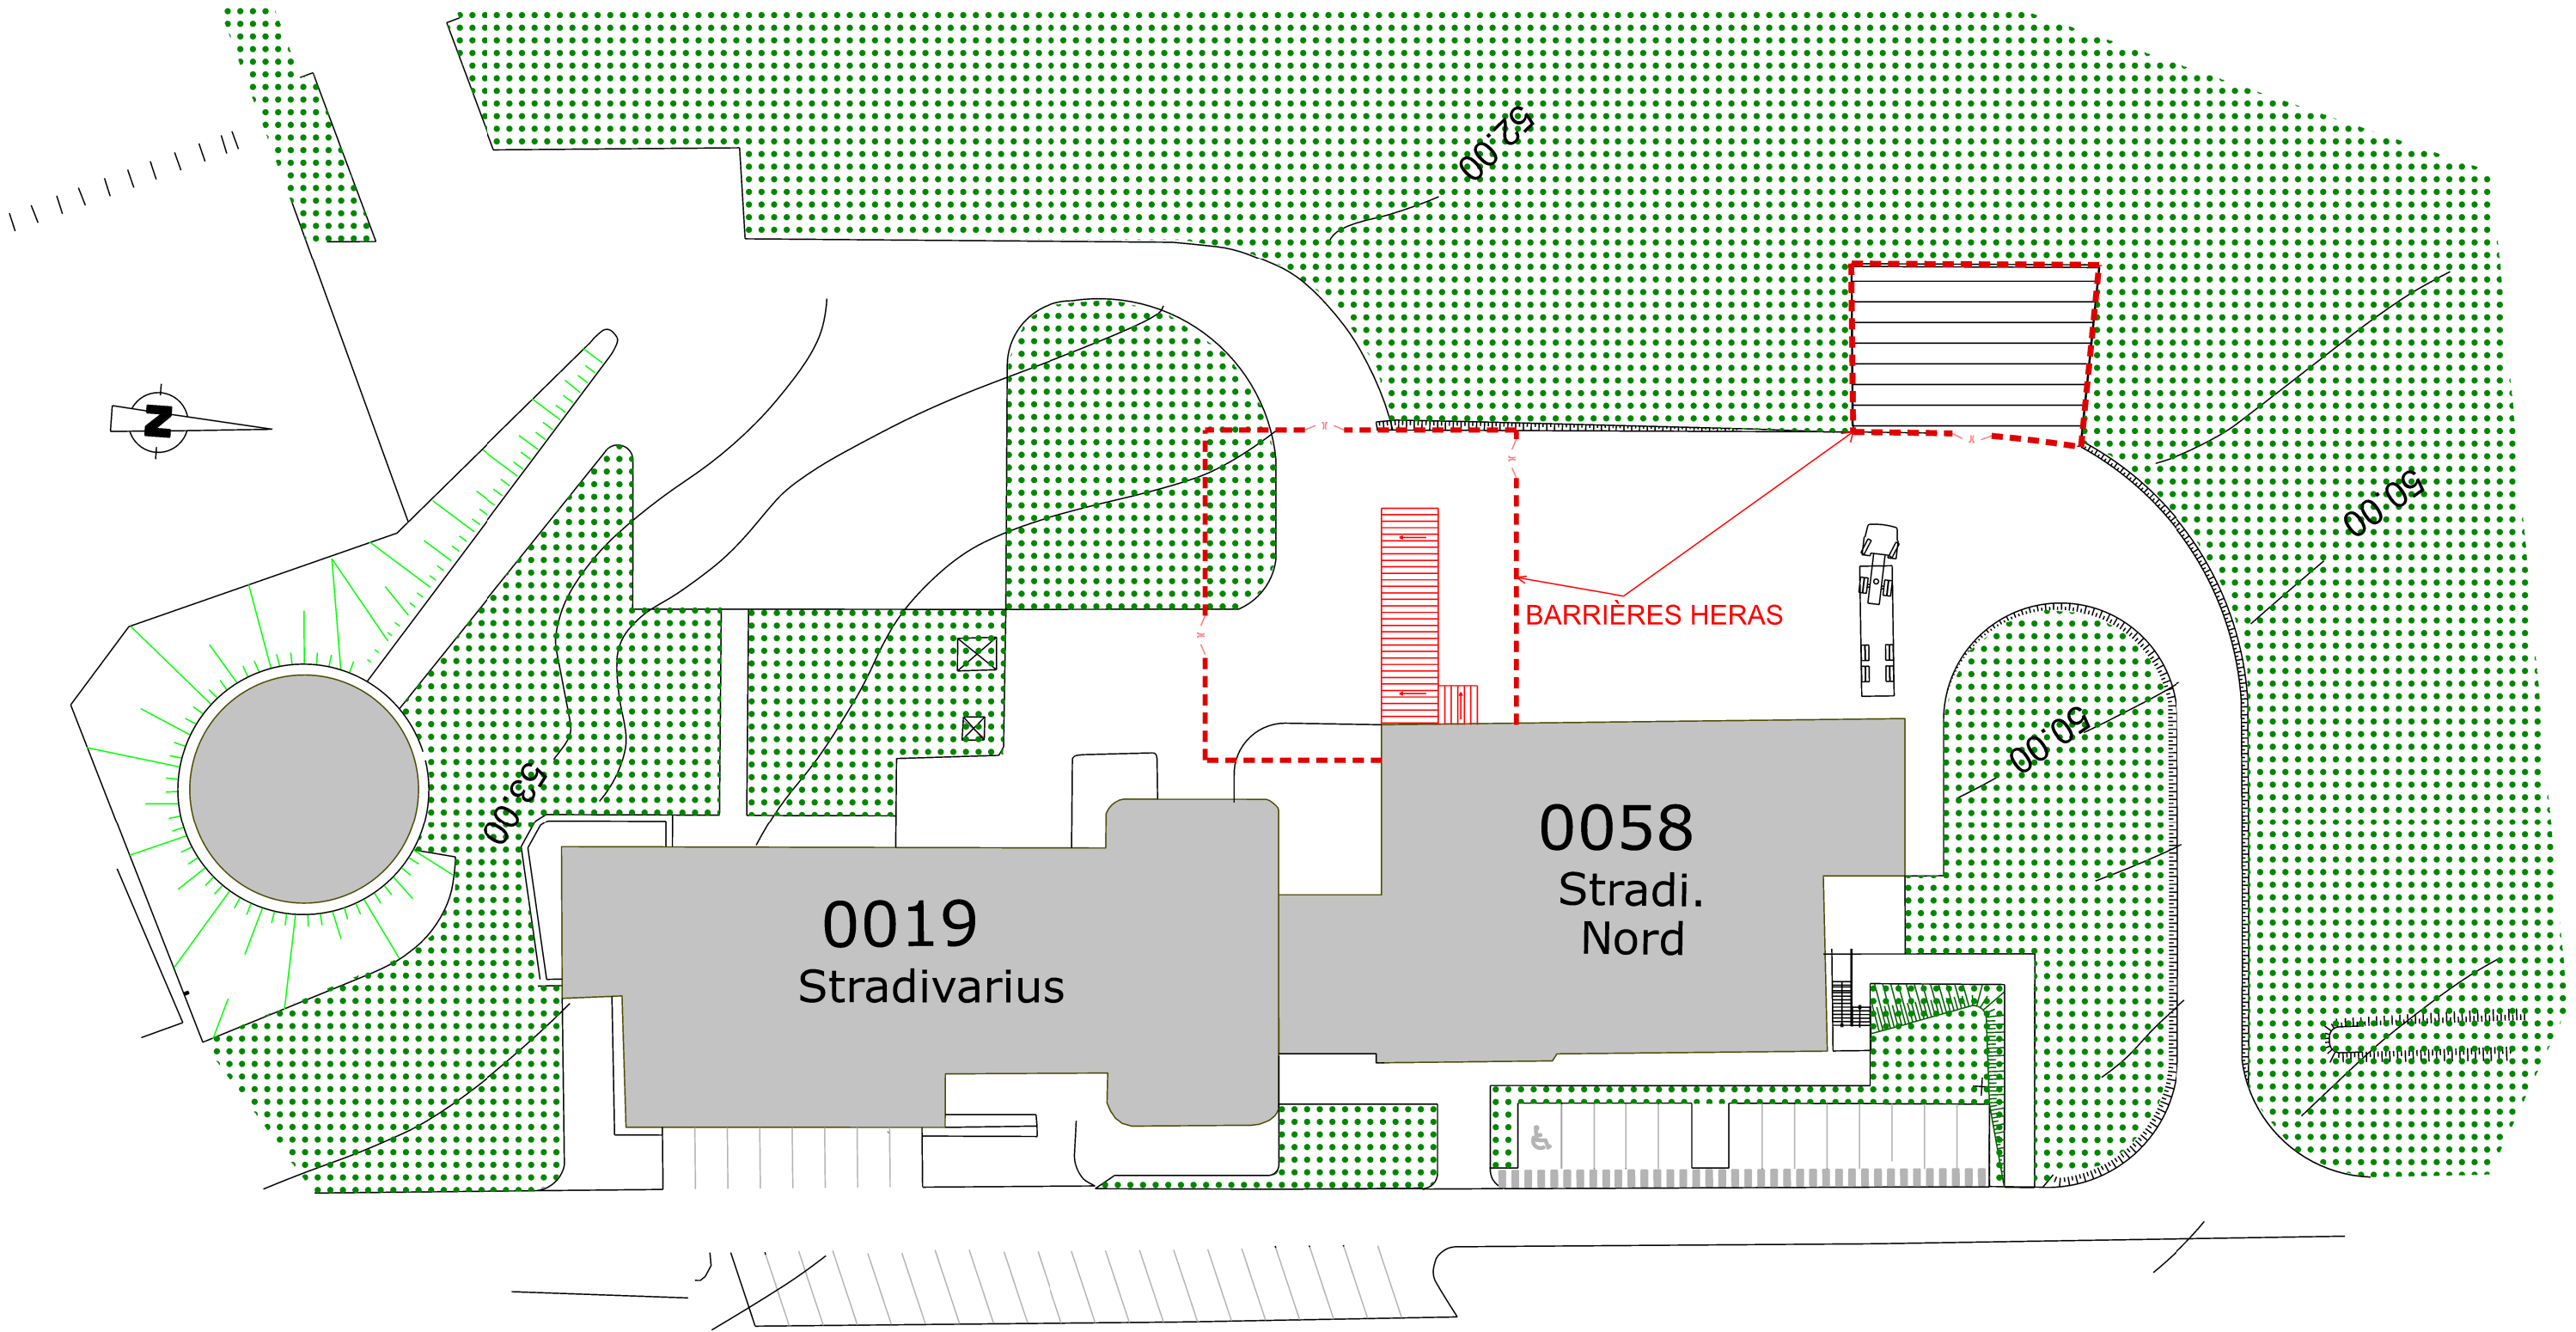 52.00
N
50.00
BARRIÈRES HERAS
50.00
53.00
0058
Stradi.
Nord
0019
Stradivarius